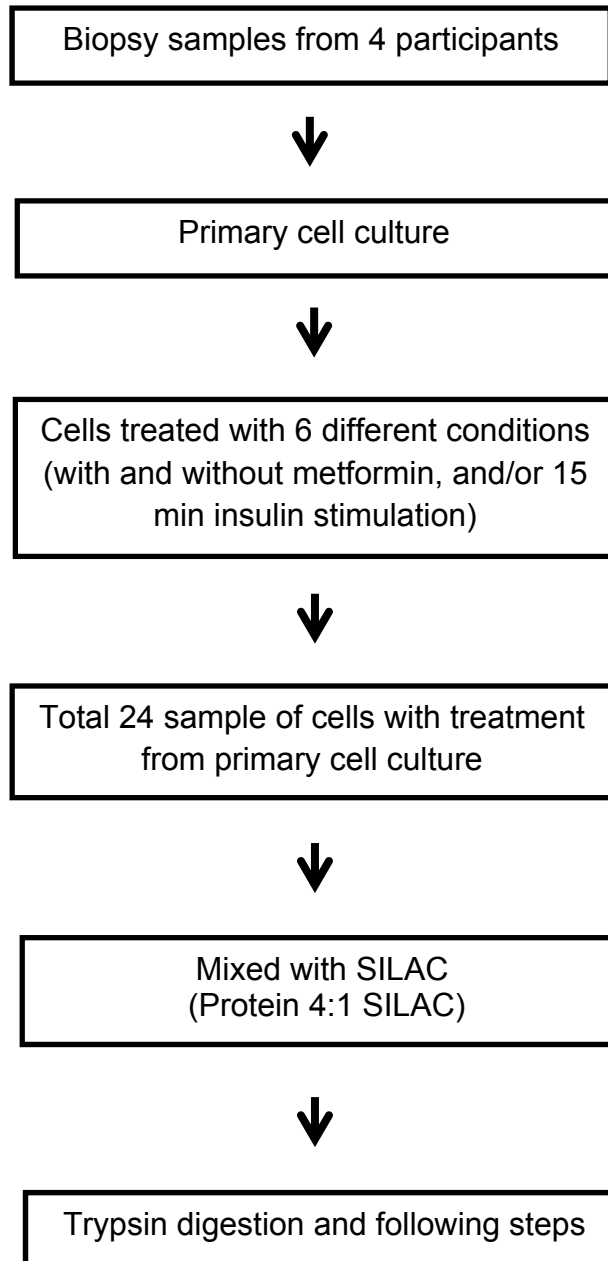 Biopsy samples from 4 participants
Primary cell culture
Cells treated with 6 different conditions
(with and without metformin, and/or 15
min insulin stimulation)
Total 24 sample of cells with treatment
from primary cell culture
Mixed with SILAC
(Protein 4:1 SILAC)
Trypsin digestion and following steps